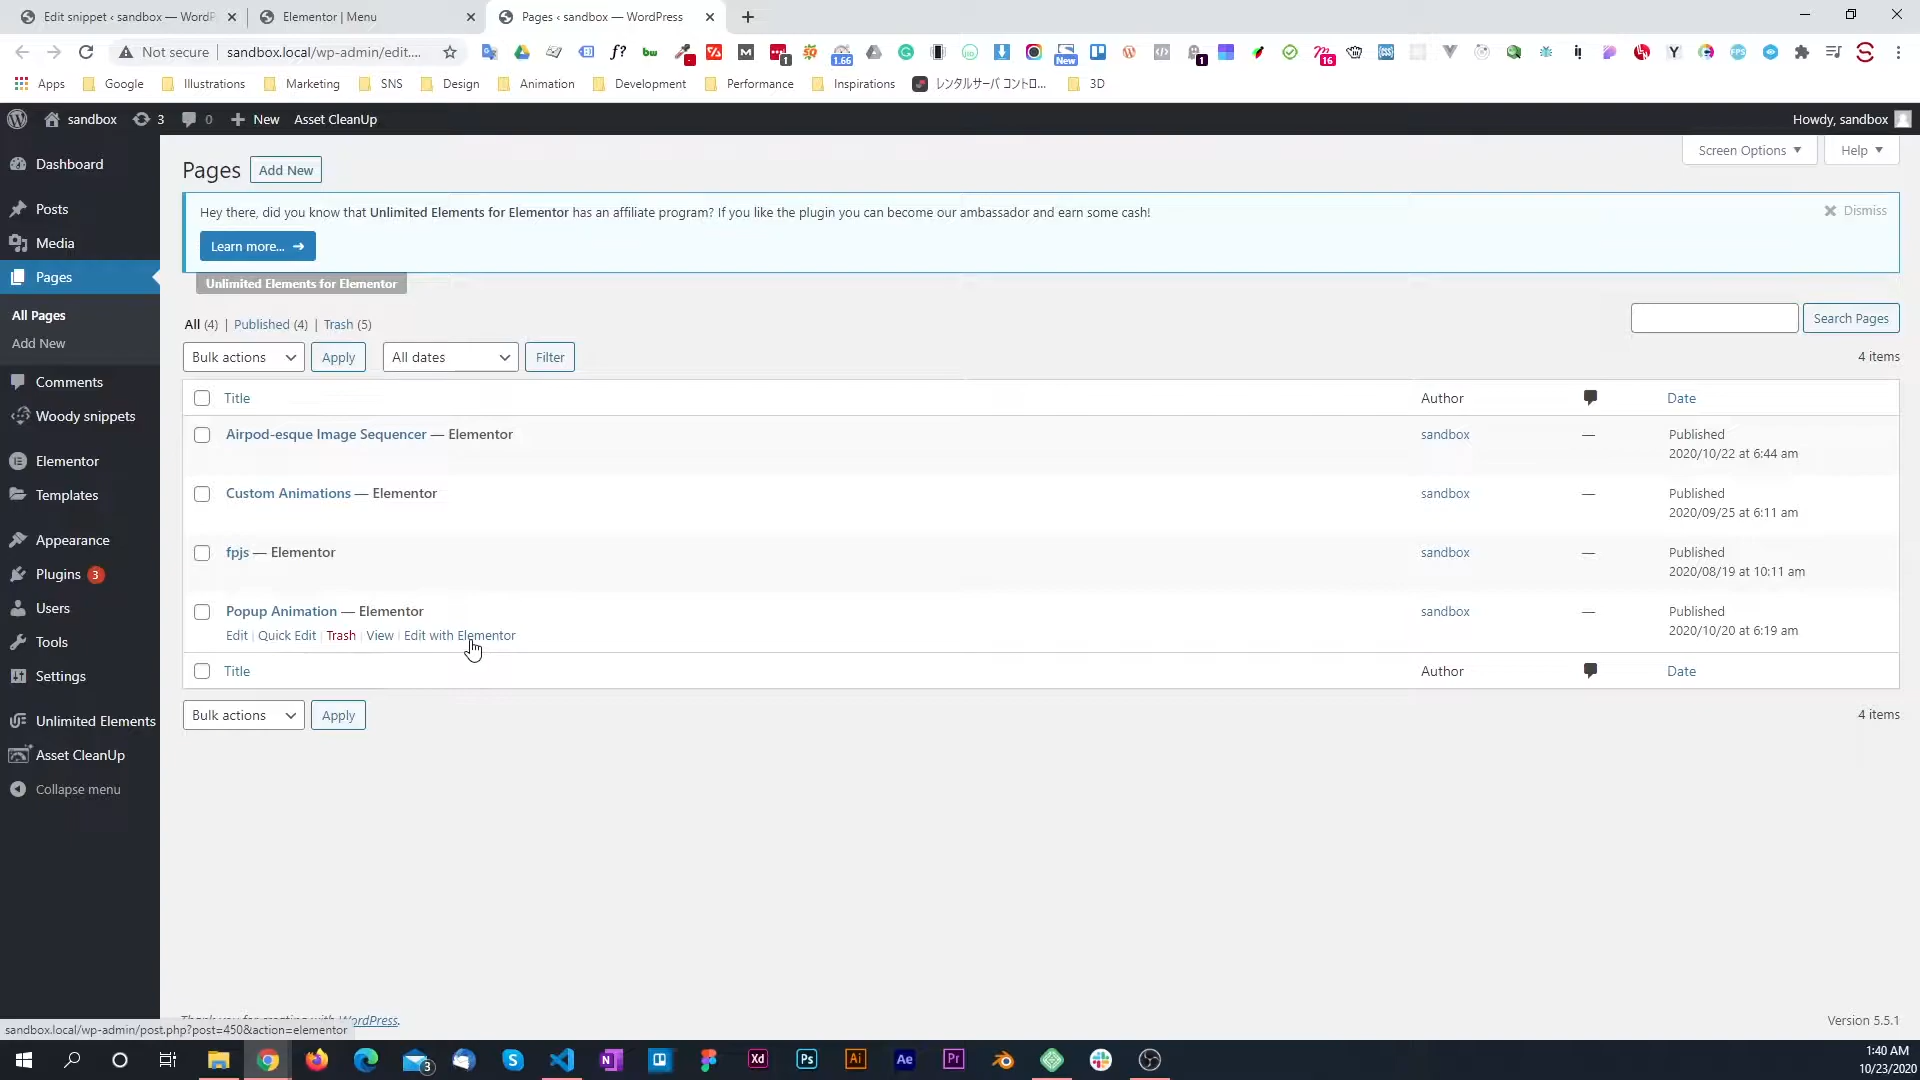 Edit snippet ‹ sandbox — WordP
Elementor | Menu
Pages ‹ sandbox — WordPress
Not secure
sandbox.local/wp-admin/edit....
Apps
Google
Illustrations
Marketing
SNS
Design
Animation
Development
Performance
Inspirations
レンタルサーバ コントロ...
3D
sandbox
3
0
New
Asset CleanUp
Howdy, sandbox
Dashboard
Posts
Media
Pages
All Pages
Add New
Comments
Woody snippets
Elementor
Templates
Appearance
Plugins 3
Users
Tools
Settings
Unlimited Elements
Asset CleanUp
Collapse menu
Screen Options
Help
Pages
Add New
Hey there, did you know that Unlimited Elements for Elementor has an affiliate program? If you like the plugin you can become our ambassador and earn some cash!
Dismiss
Learn more... →
Unlimited Elements for Elementor
All (4) | Published (4) | Trash (5)
Search Pages
Bulk actions
Apply
All dates
Filter
4 items
Title
Author
Date
Airpod-esque Image Sequencer — Elementor
sandbox
—
Published
2020/10/22 at 6:44 am
Custom Animations — Elementor
sandbox
—
Published
2020/09/25 at 6:11 am
fpjs — Elementor
sandbox
—
Published
2020/08/19 at 10:11 am
Popup Animation — Elementor
Edit | Quick Edit | Trash | View | Edit with Elementor
sandbox
—
Published
2020/10/20 at 6:19 am
Title
Author
Date
Bulk actions
Apply
4 items
Thank you for creating with WordPress.
Version 5.5.1
sandbox.local/wp-admin/post.php?post=450&action=elementor
1:40 AM
10/23/2020